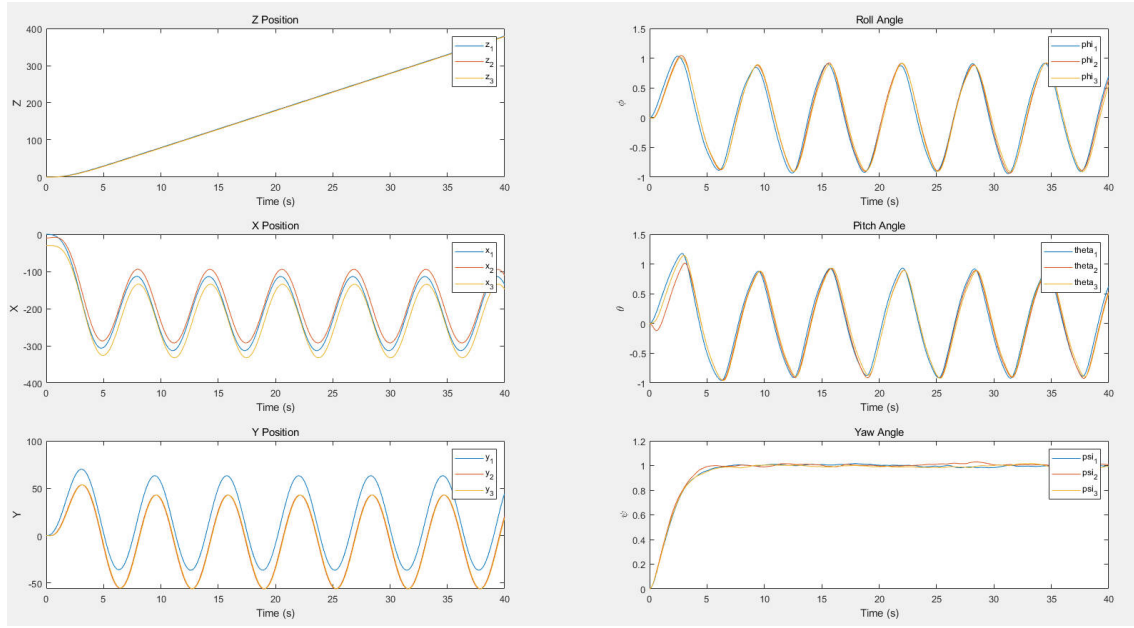 Z Position
400
300
200
100
0
Z
z1
z2
z3
0 5 10 15 20 25 30 35 40
Time (s)
Roll Angle
1.5
1
0.5
0
-0.5
-1
ϕ
phi1
phi2
phi3
0 5 10 15 20 25 30 35 40
Time (s)
X Position
0
-100
-200
-300
-400
X
x1
x2
x3
0 5 10 15 20 25 30 35 40
Time (s)
Pitch Angle
1.5
1
0.5
0
-0.5
-1
θ
theta1
theta2
theta3
0 5 10 15 20 25 30 35 40
Time (s)
Y Position
100
50
0
-50
Y
y1
y2
y3
0 5 10 15 20 25 30 35 40
Time (s)
Yaw Angle
1.2
1
0.8
0.6
0.4
0.2
0
ψ
psi1
psi2
psi3
0 5 10 15 20 25 30 35 40
Time (s)